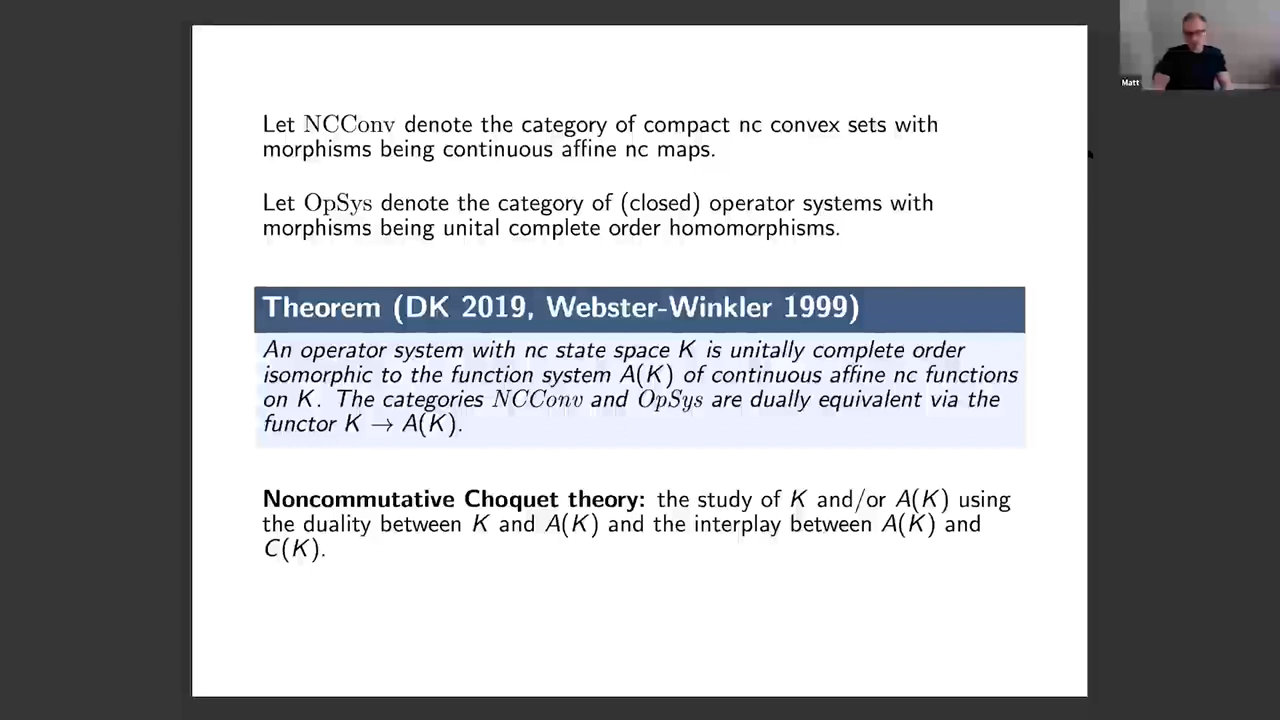 Matt
Let NCConv denote the category of compact nc convex sets with
morphisms being continuous affine nc maps.
Let OpSys denote the category of (closed) operator systems with
morphisms being unital complete order homomorphisms.
Theorem (DK 2019, Webster-Winkler 1999)
An operator system with nc state space K is unitally complete order
isomorphic to the function system A(K) of continuous affine nc functions
on K. The categories NCConv and OpSys are dually equivalent via the
functor K → A(K).
Noncommutative Choquet theory: the study of K and/or A(K) using
the duality between K and A(K) and the interplay between A(K) and
C(K).